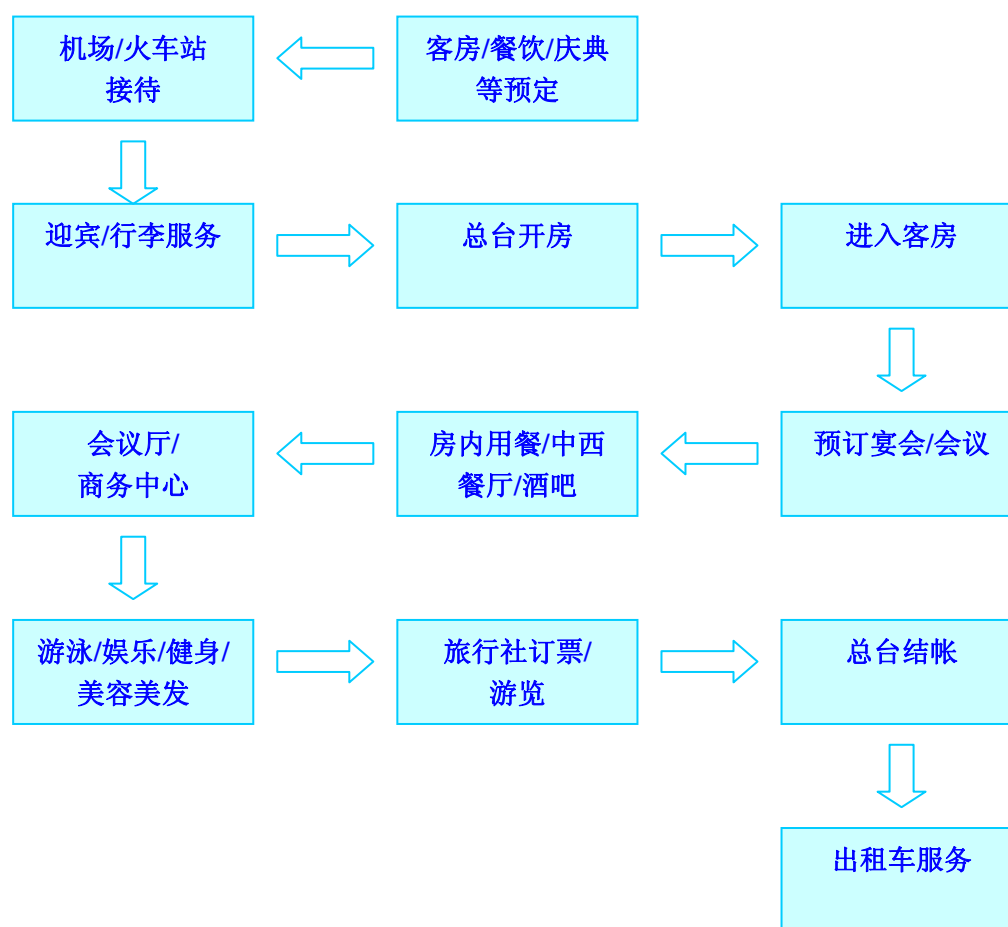 机场/火车站
接待
客房/餐饮/庆典
等预定
迎宾/行李服务
总台开房
进入客房
会议厅/
商务中心
房内用餐/中西
餐厅/酒吧
预订宴会/会议
游泳/娱乐/健身/
美容美发
旅行社订票/
游览
总台结帐
出租车服务